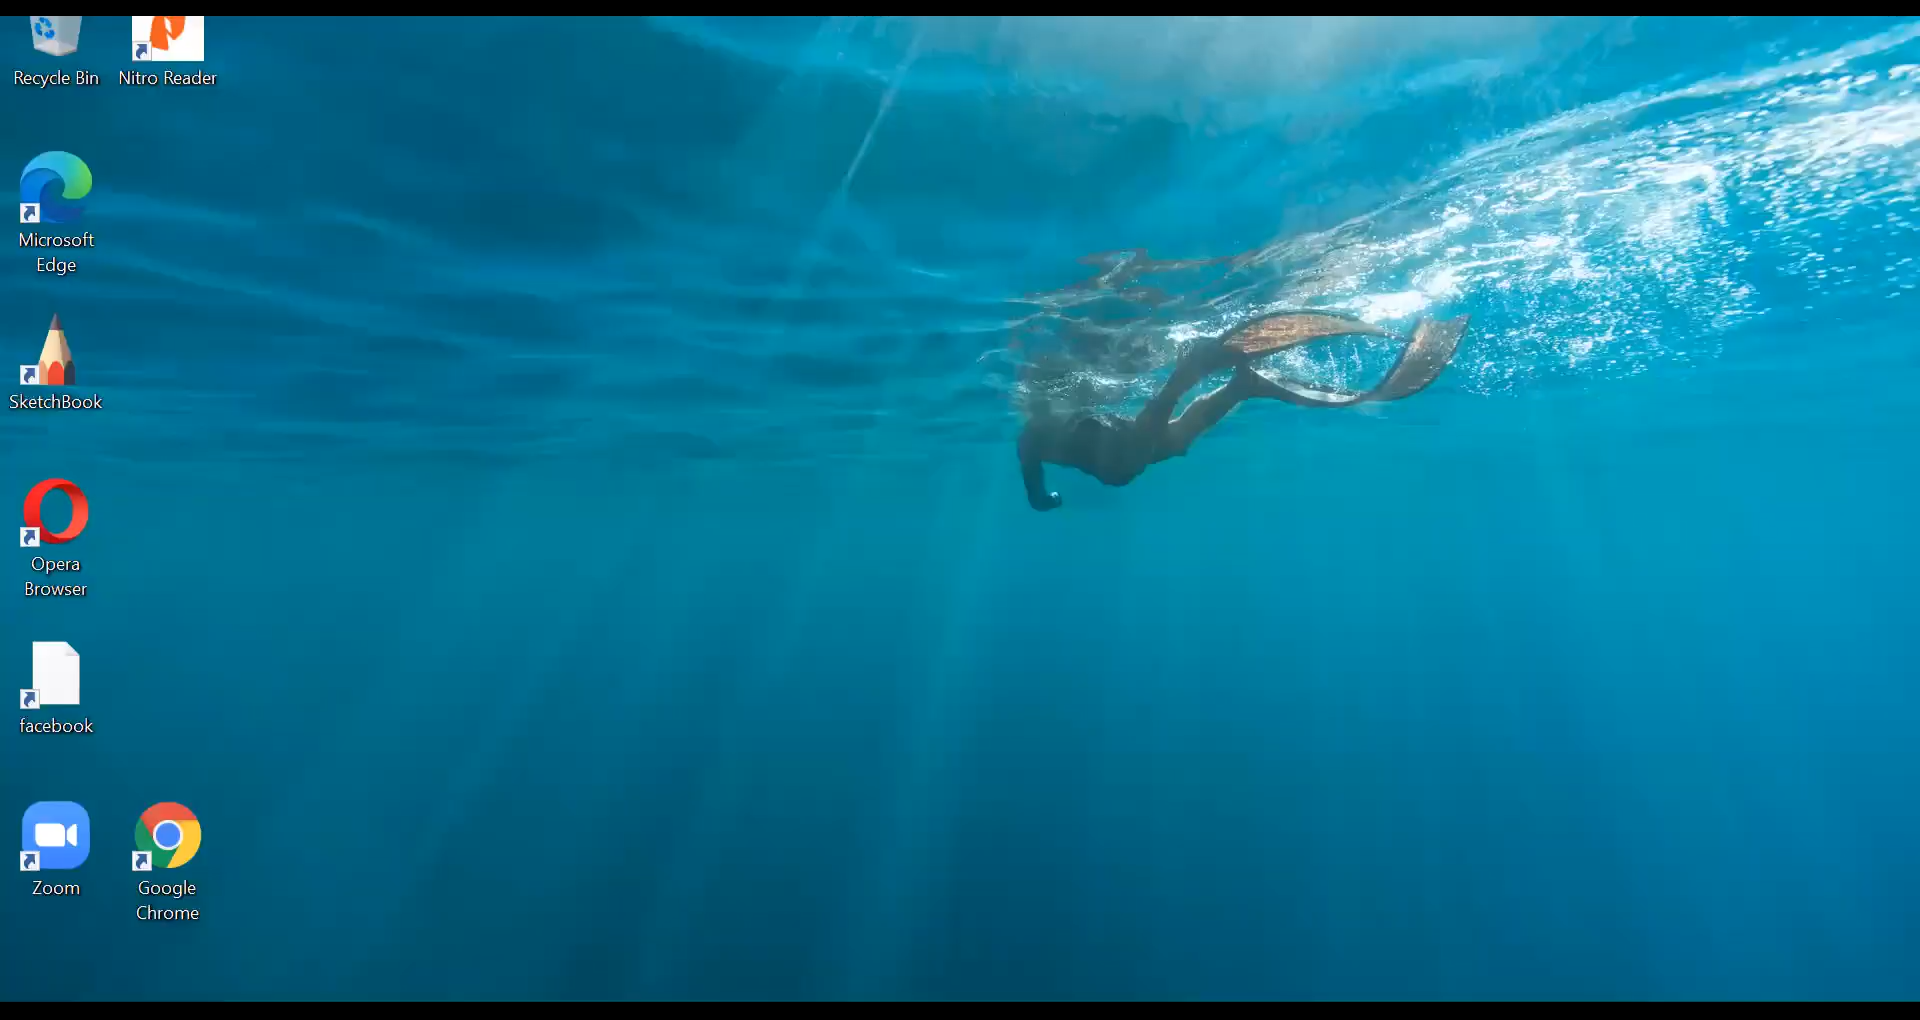 Recycle Bin
Nitro Reader
Microsoft
Edge
SketchBook
Opera
Browser
facebook
Zoom
Google
Chrome